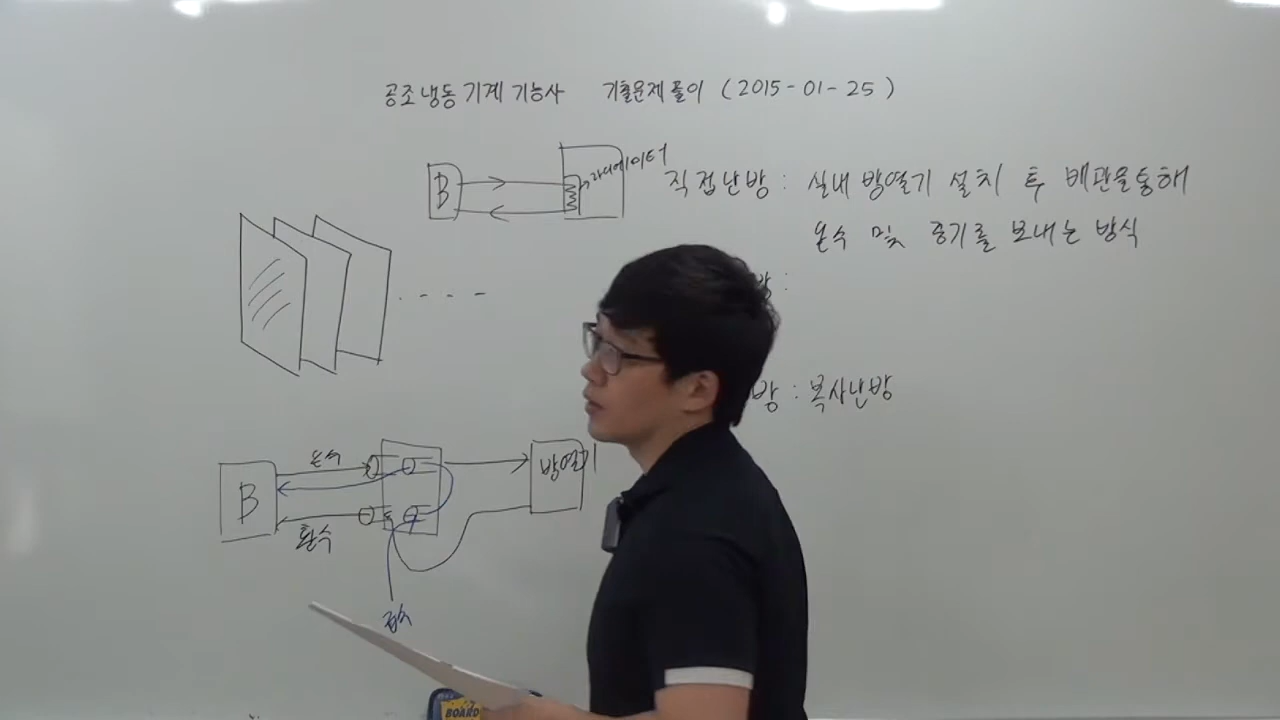 공조냉동기계기능사 기출문제풀이 (2015-01-25)
B
라디에이터
직접난방 : 실내 방열기 설치 후 배관을통해
온수 및 증기를 보내는 방식
방 :
방 : 복사난방
온수
B
환수
방열기
BOARD